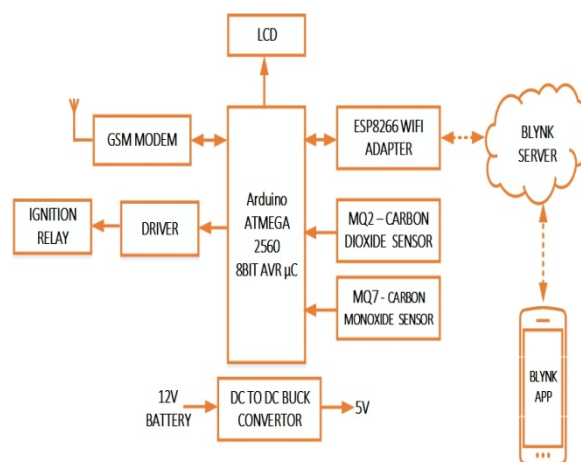 LCD
GSM MODEM
ESP8266 WIFI
ADAPTER
BLYNK
SERVER
Arduino
ATMEGA
2560
8BIT AVR µC
IGNITION
RELAY
DRIVER
MQ2 – CARBON
DIOXIDE SENSOR
MQ7 - CARBON
MONOXIDE SENSOR
12V
BATTERY
DC TO DC BUCK
CONVERTOR
5V
BLYNK
APP